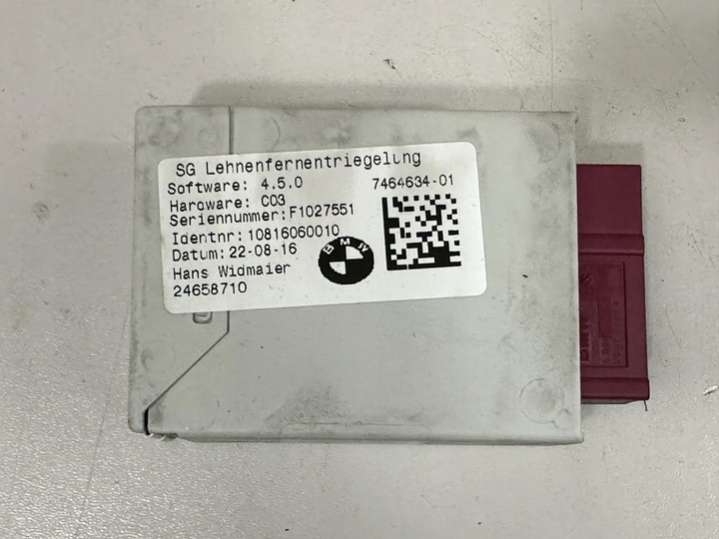 SG Lehnenfernentriegelung
Software: 4.5.0 7464634-01
Hardware: C03
Seriennummer:F1027551
Identnr:10816060010
Datum:22-08-16
Hans Widmaier
24658710
BMW